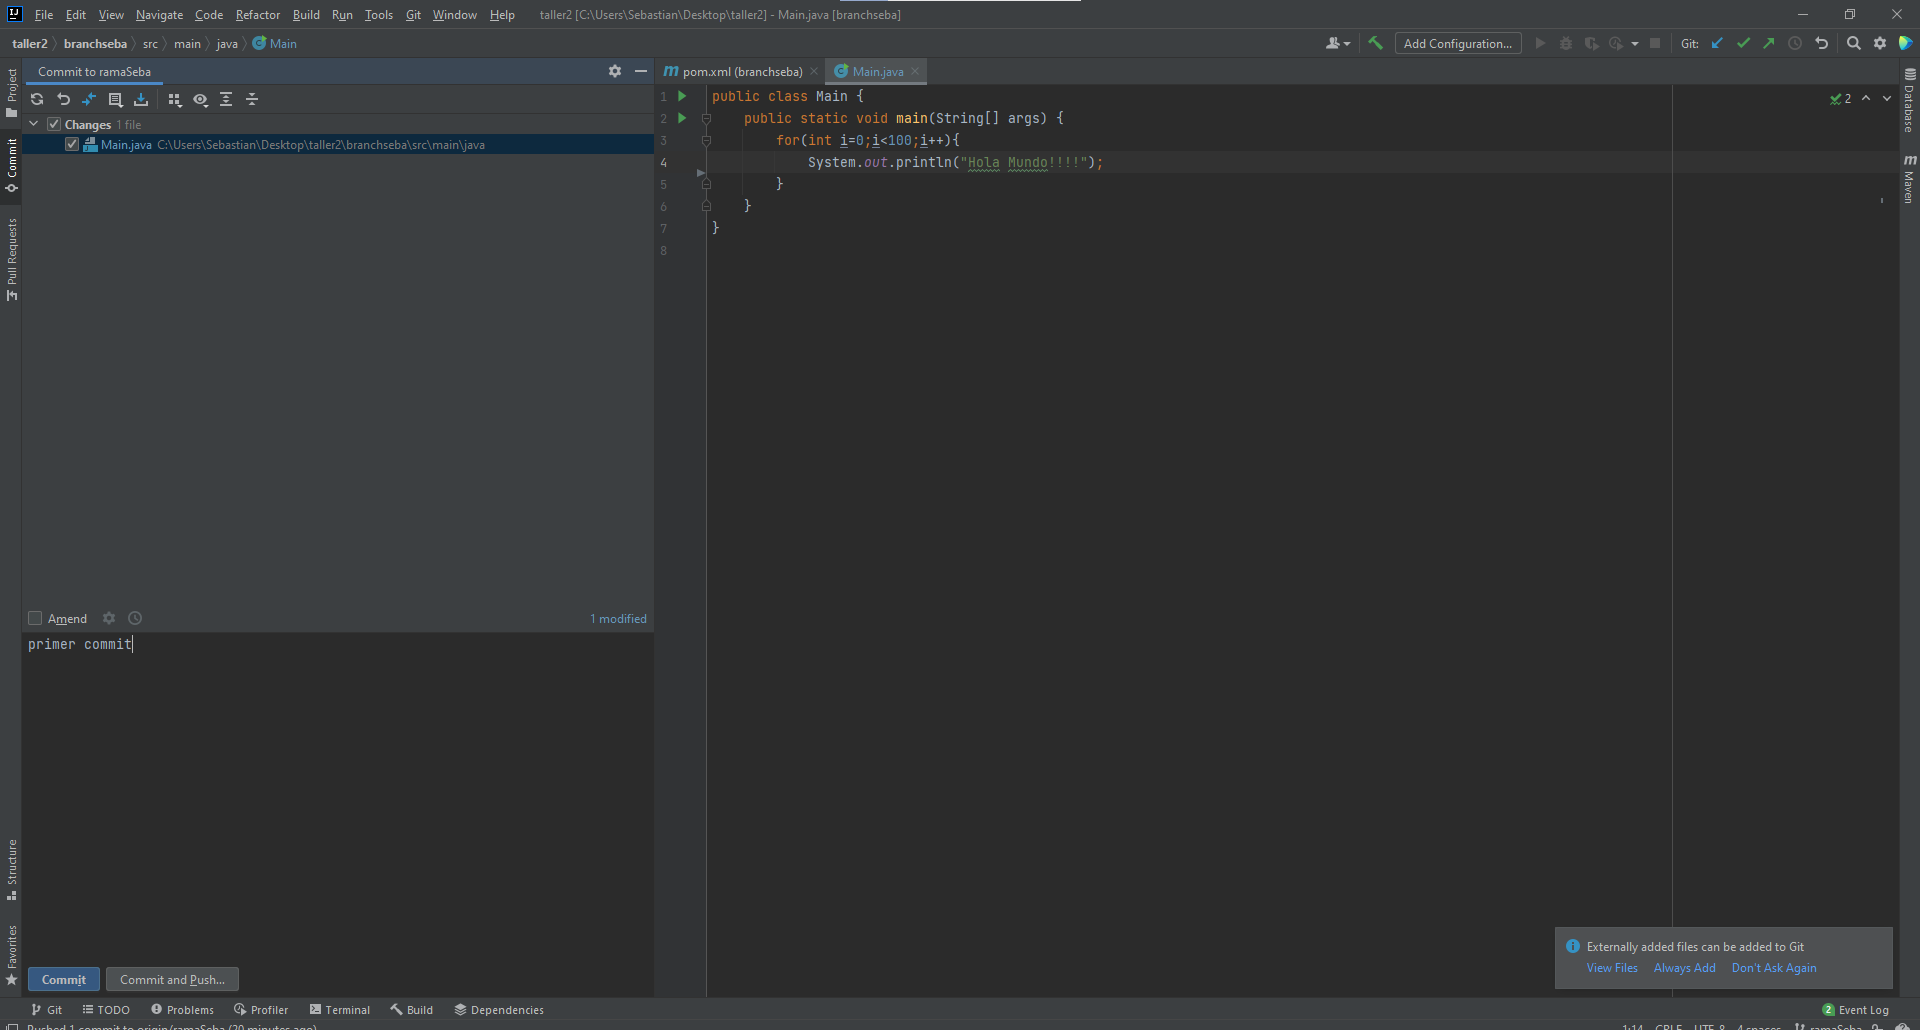 File Edit View Navigate Code Refactor Build Run Tools Git Window Help taller2 [C:\Users\Sebastian\Desktop\taller2] - Main.java [branchseba]
taller2 branchseba src main java Main Add Configuration... Git:
Commit to ramaSeba
pom.xml (branchseba) Main.java
Changes 1 file
Main.java C:\Users\Sebastian\Desktop\taller2\branchseba\src\main\java
1 public class Main {
2 public static void main(String[] args) {
3 for(int i=0;i<100;i++){
4 System.out.println("Hola Mundo!!!!");
5 }
6 }
7 }
8
2
Project
Commit
Pull Requests
Structure
Favorites
Database
Maven
Amend 1 modified
primer commit
Commit Commit and Push...
Externally added files can be added to Git
View Files Always Add Don't Ask Again
Git TODO Problems Profiler Terminal Build Dependencies 2 Event Log
Pushed 1 commit to origin/ramaSeba (20 minutes ago) 1:14 CRLF UTF-8 4 spaces ramaSeba